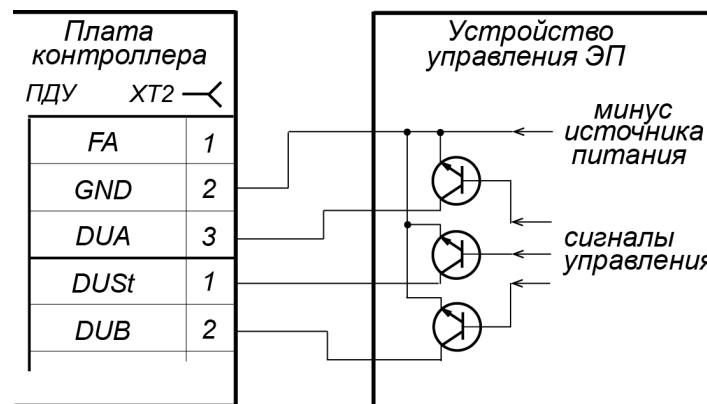 Плата
контроллера
ПДУ XT2
FA 1
GND 2
DUA 3
DUSt 1
DUB 2
Устройство
управления ЭП
минус
источника
питания
сигналы
управления